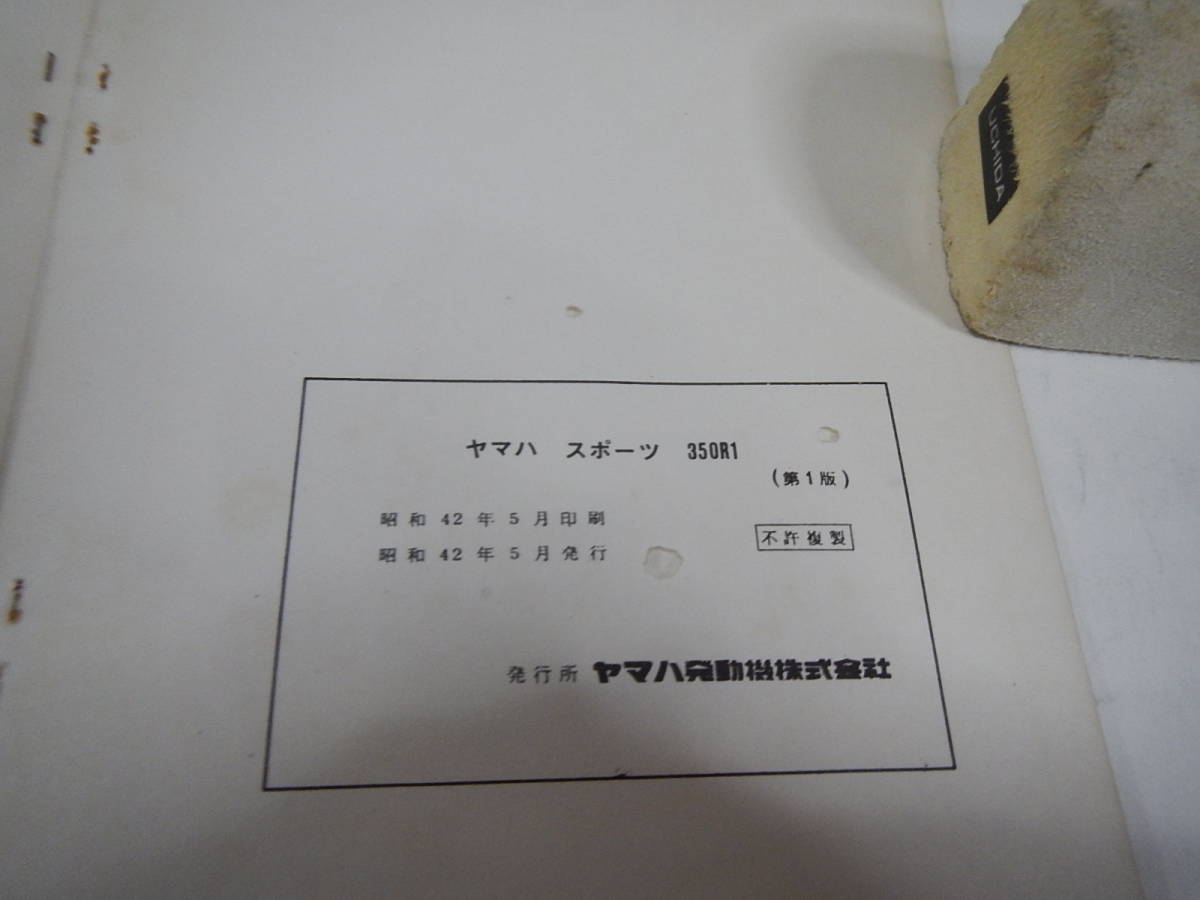 UCHIDA
ヤマハ スポーツ 350R1
(第1版)
昭和 42 年 5 月印刷
不許複製
昭和 42 年 5 月発行
発行所 ヤマハ発動機株式会社